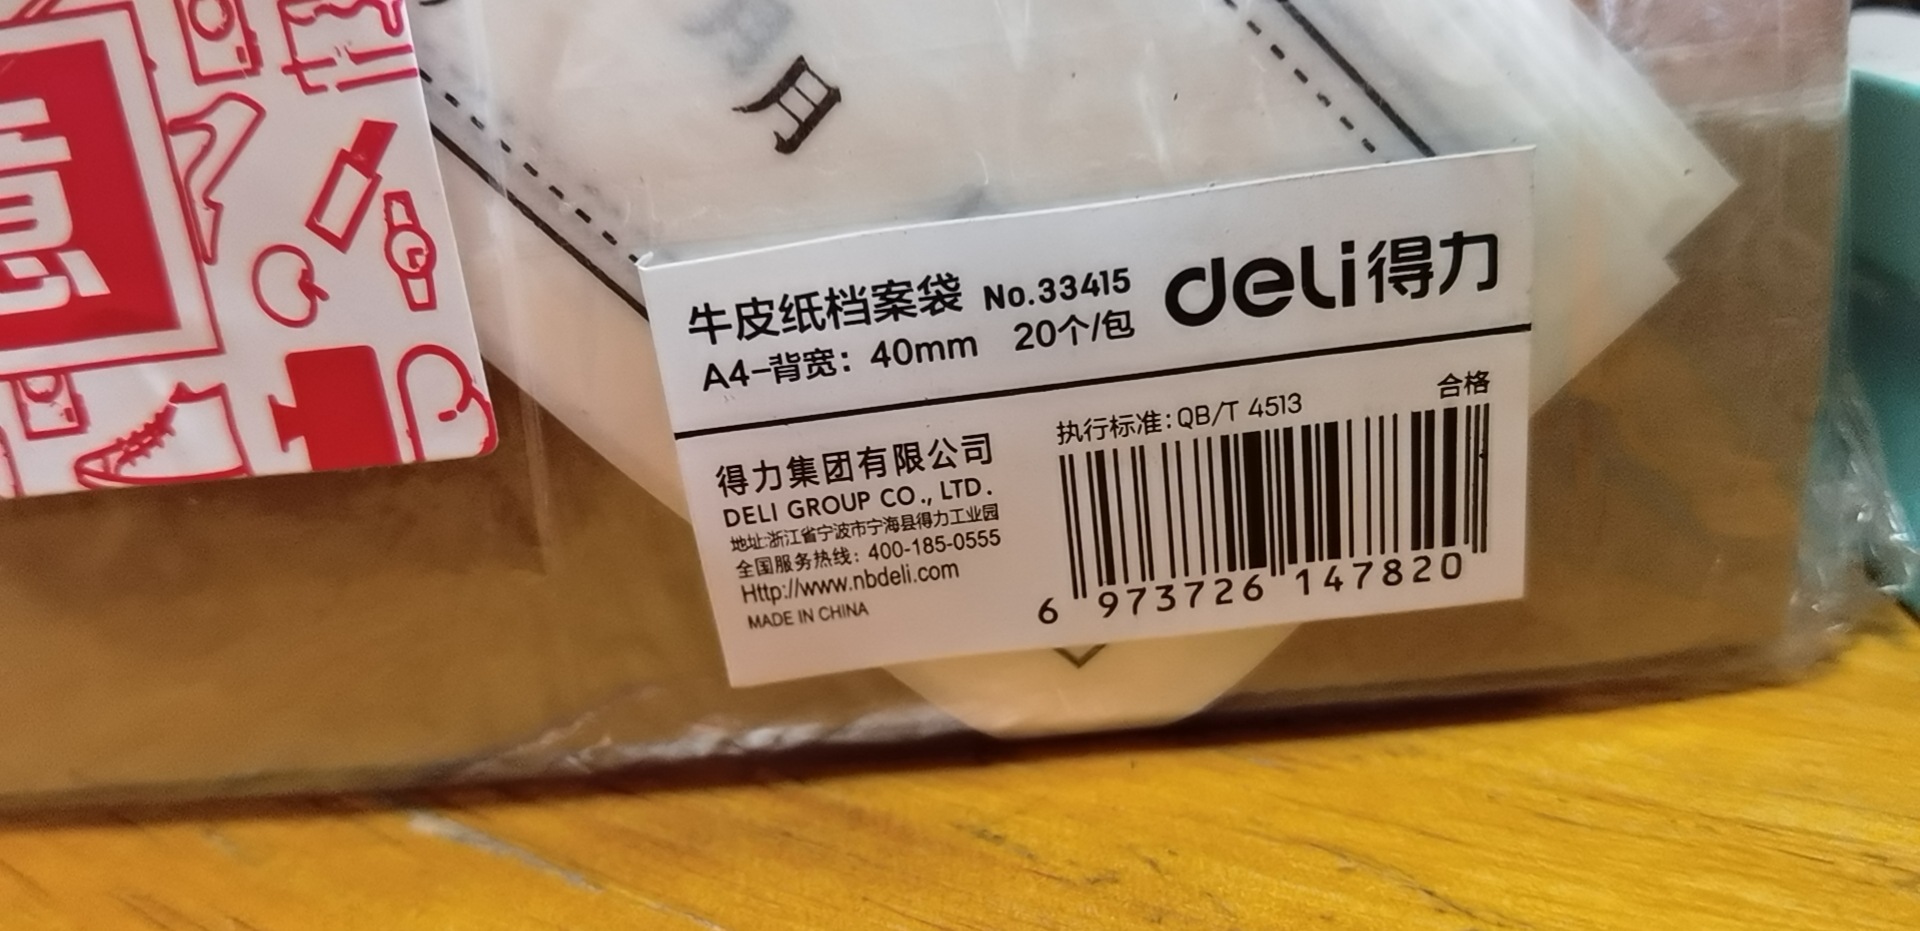 月
意
牛皮纸档案袋 No.33415
A4-背宽：40mm 20个/包
deli得力
得力集团有限公司
DELI GROUP CO., LTD.
地址:浙江省宁波市宁海县得力工业园
全国服务热线：400-185-0555
Http://www.nbdeli.com
MADE IN CHINA
执行标准:QB/T 4513
合格
6 973726 147820